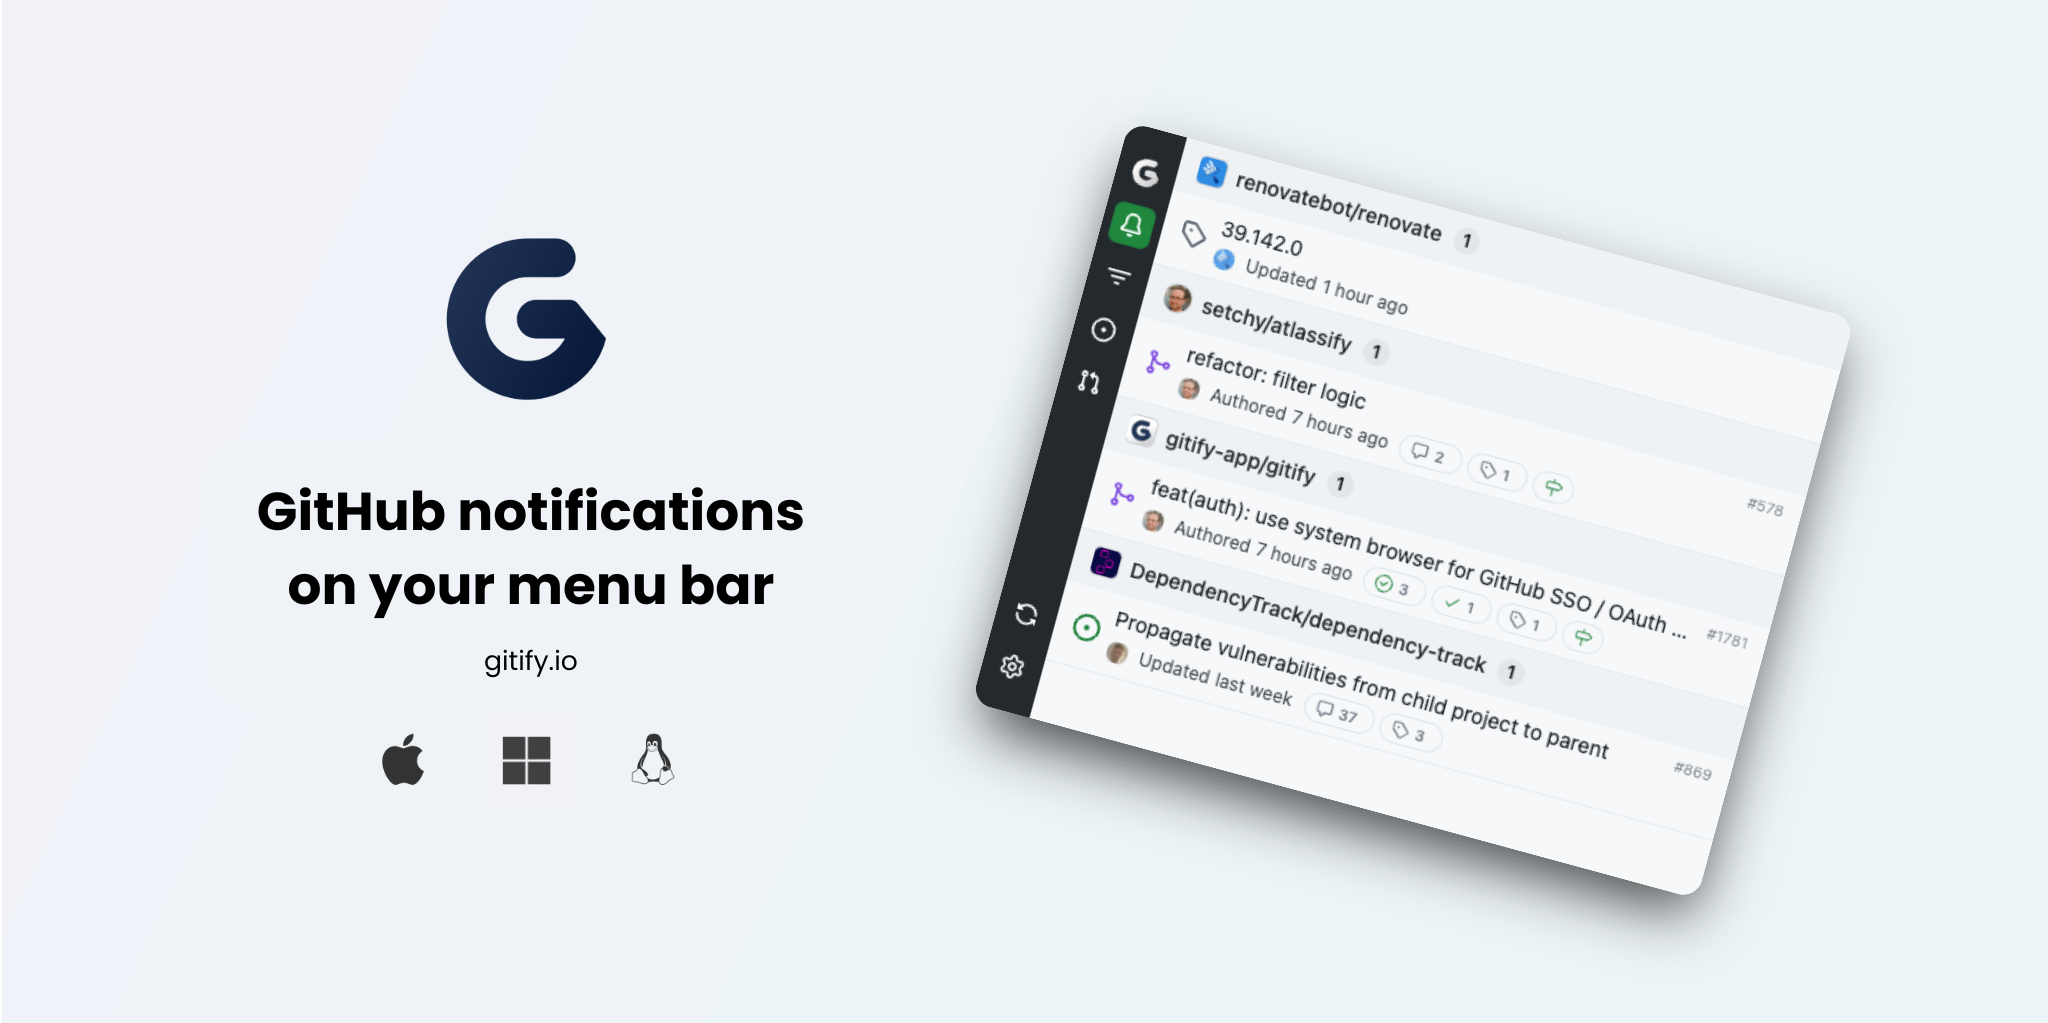 GitHub notifications
on your menu bar
gitify.io
renovatebot/renovate 1
39.142.0
Updated 1 hour ago
setchy/atlassify 1
refactor: filter logic
#578
Authored 7 hours ago 2 1
gitify-app/gitify 1
feat(auth): use system browser for GitHub SSO / OAuth ...
#1781
Authored 7 hours ago 3 1 1
DependencyTrack/dependency-track 1
Propagate vulnerabilities from child project to parent
#869
Updated last week 37 3